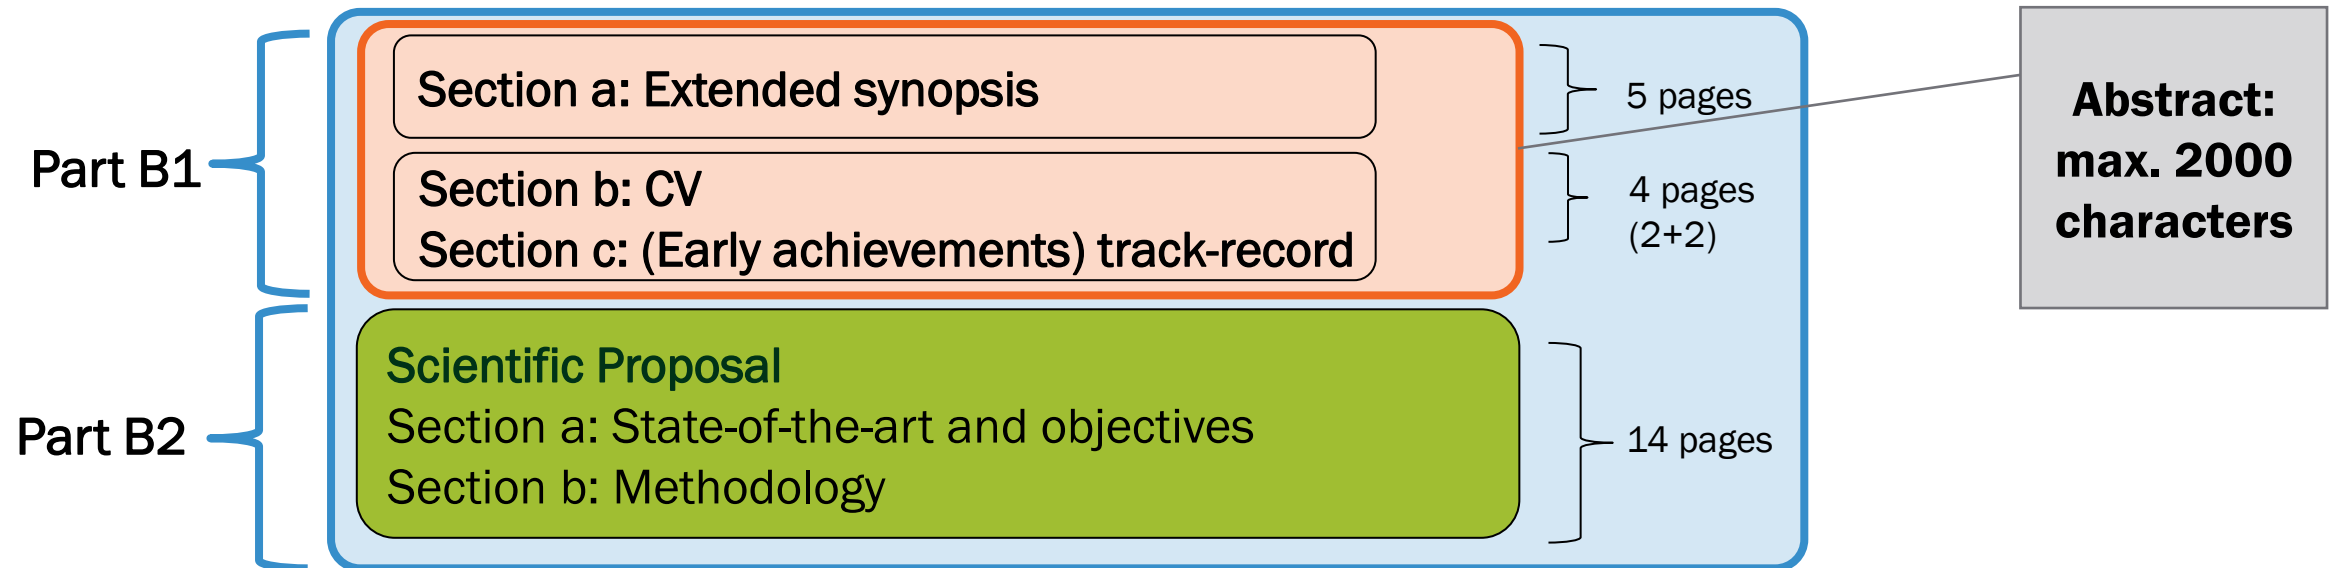 Part B1
Section a: Extended synopsis
5 pages
Section b: CV
Section c: (Early achievements) track-record
4 pages
(2+2)
Abstract:
max. 2000
characters
Part B2
Scientific Proposal
Section a: State-of-the-art and objectives
Section b: Methodology
14 pages